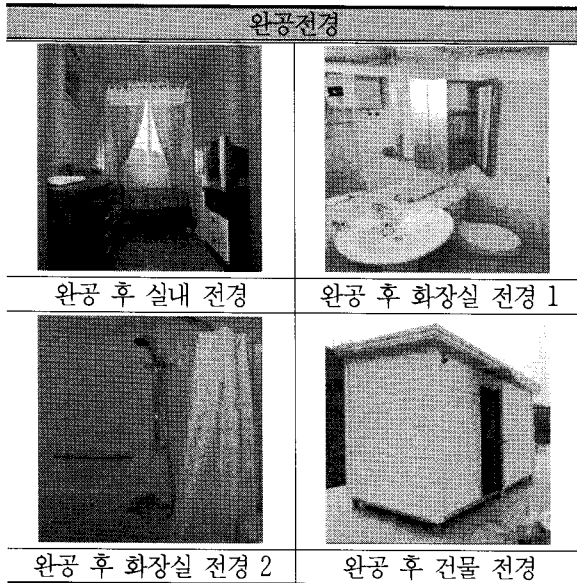 완공전경
완공 후 실내 전경
완공 후 화장실 전경 1
완공 후 화장실 전경 2
완공 후 건물 전경